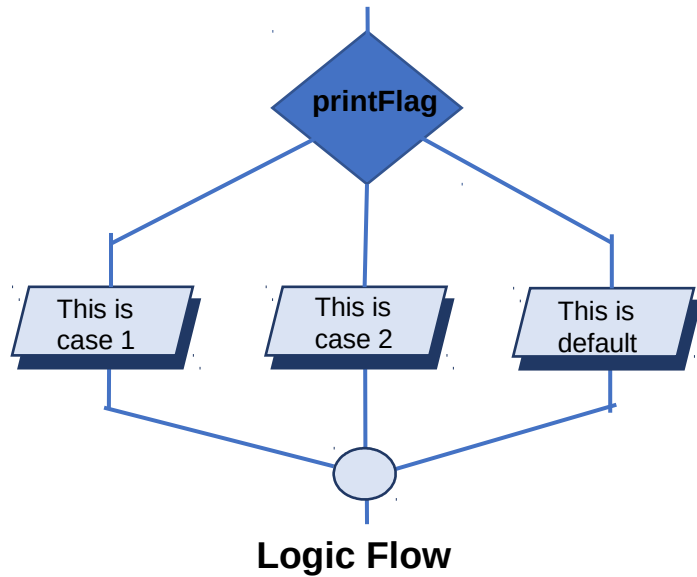 printFlag
This is
case 1
This is
case 2
This is
default
Logic Flow